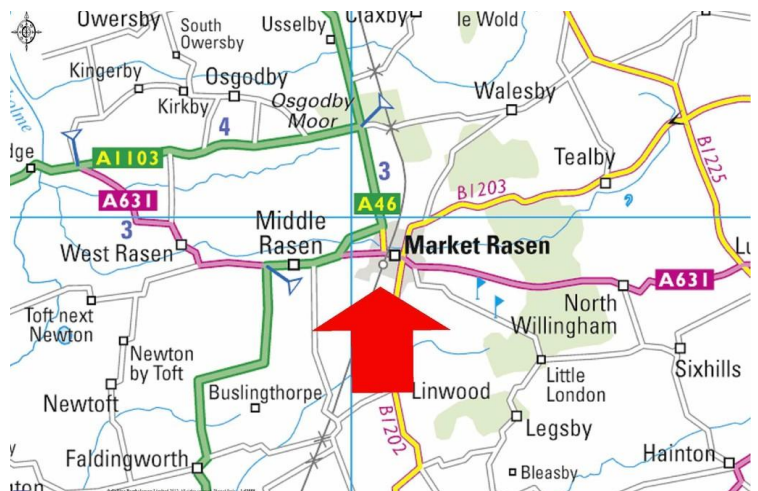 Owersby
South
Owersby
Usselby
Claxby
le Wold
Kingerby
Osgodby
Kirkby
Osgodby
Moor
Walesby
4
A1103
3
Tealby
B1225
A631
3
A46
B1203
Middle
Rasen
West Rasen
Market Rasen
A631
Toft next
Newton
North
Willingham
Newton
by Toft
Sixhills
Little
London
Newtoft
Buslingthorpe
Linwood
B1202
Legsby
Faldingworth
Hainton
Bleasby